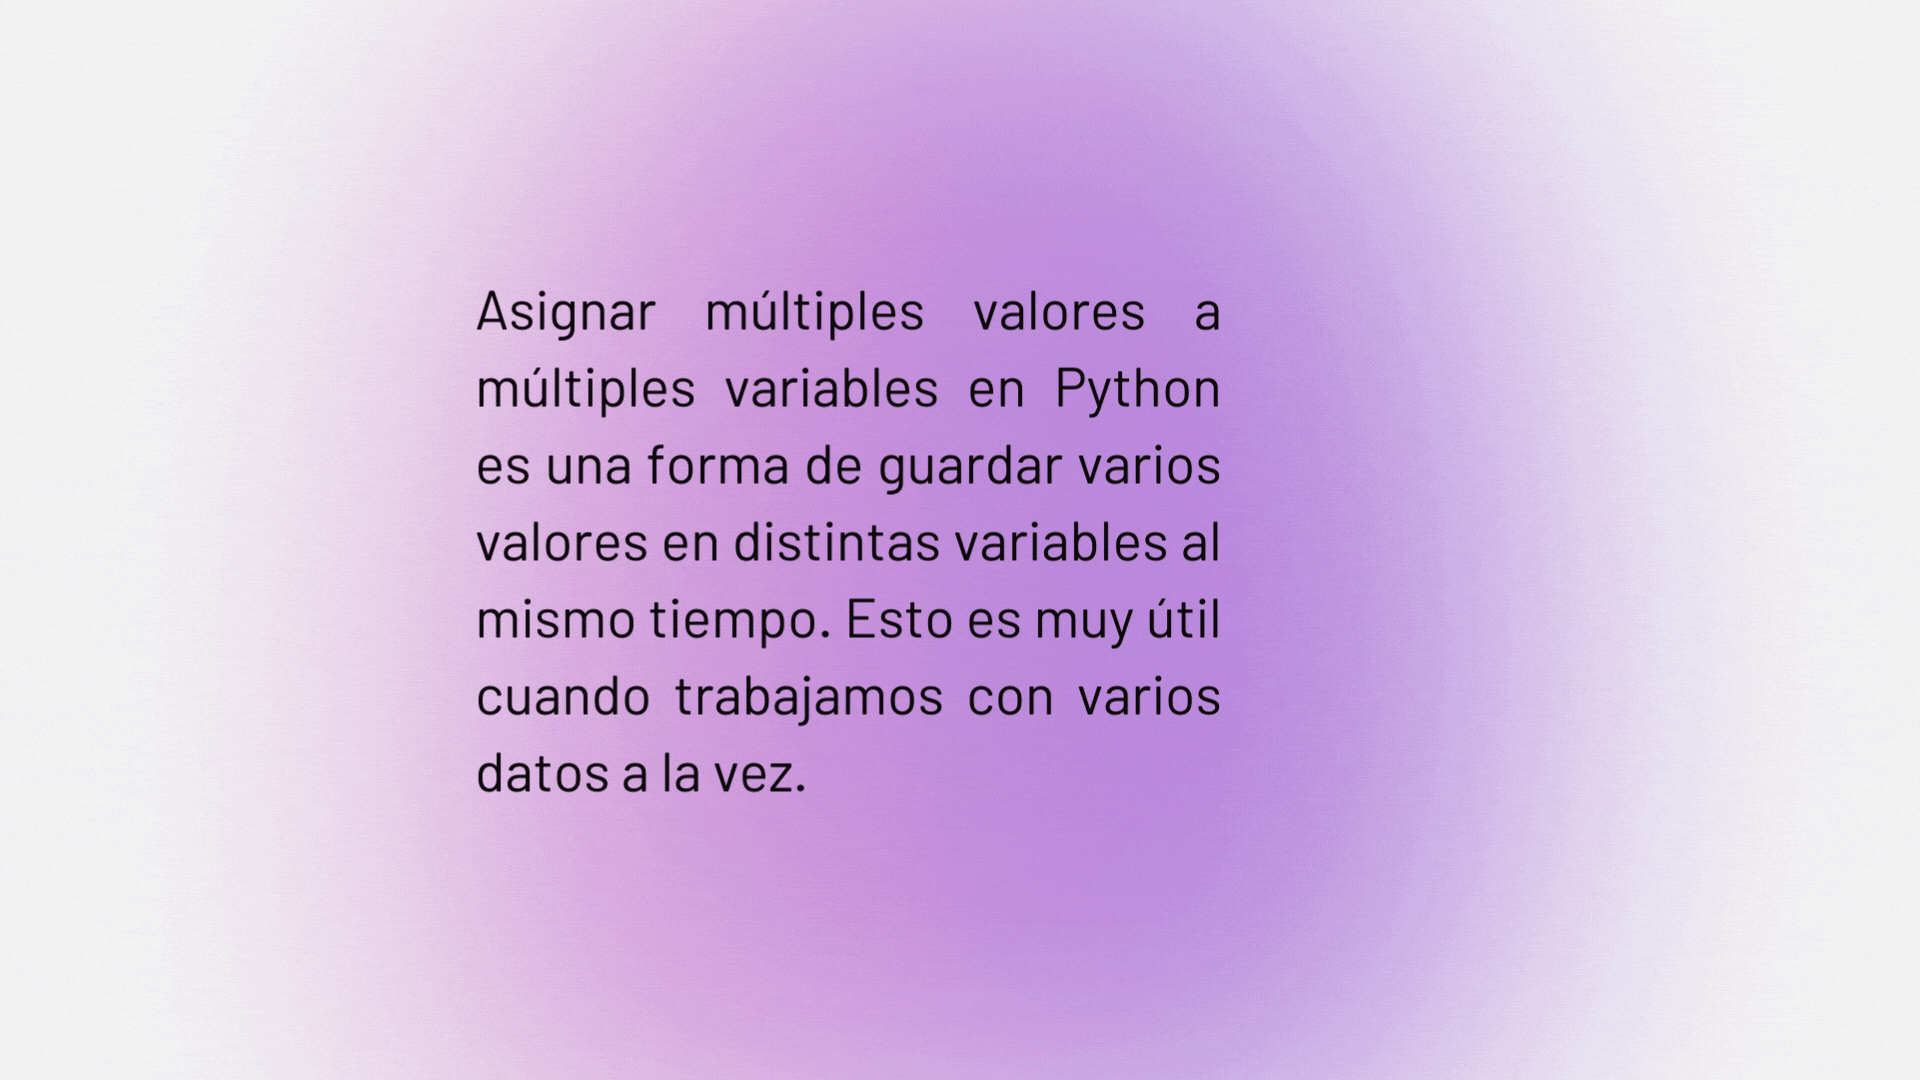 Asignar múltiples valores a
múltiples variables en Python
es una forma de guardar varios
valores en distintas variables al
mismo tiempo. Esto es muy útil
cuando trabajamos con varios
datos a la vez.